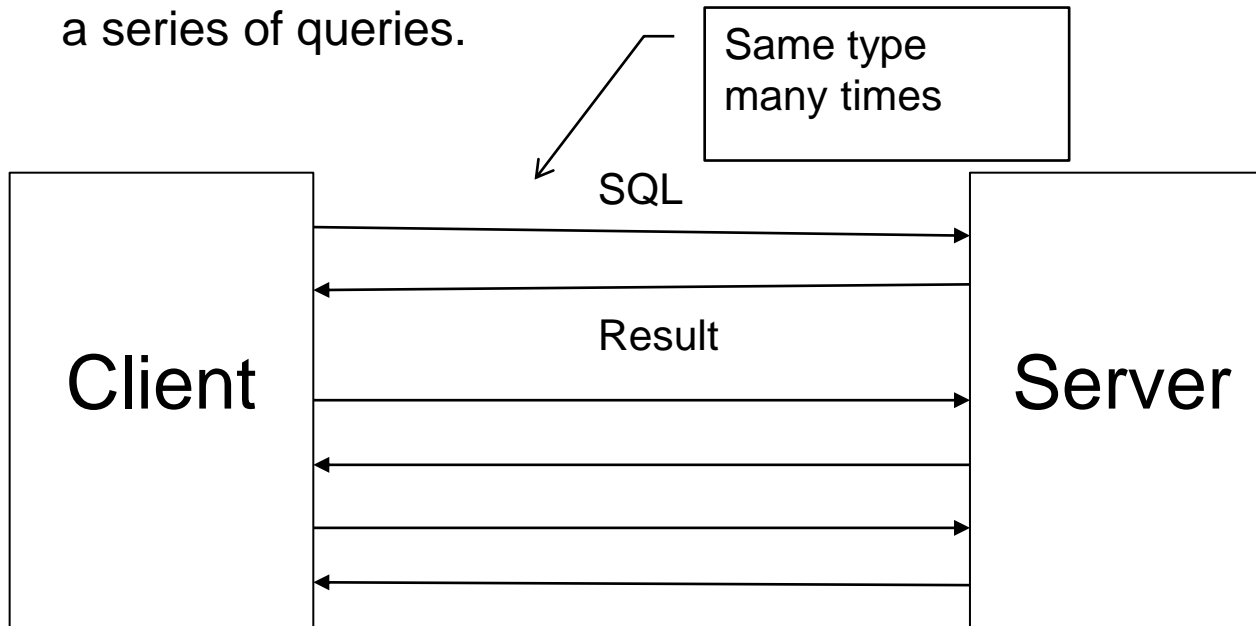 a series of queries.
Same type
many times
SQL
Result
Client
Server